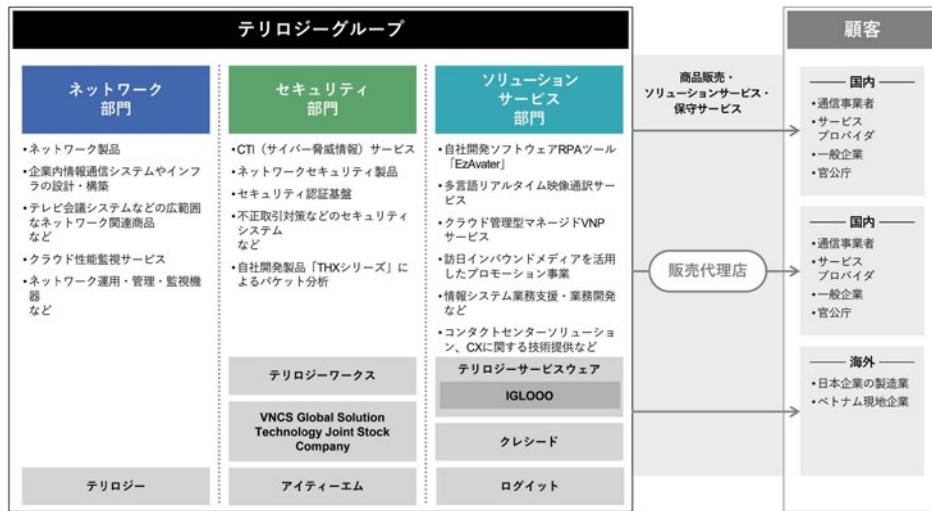 テリロジーグループ
ネットワーク
部門
・ネットワーク製品
・企業内情報通信システムやインフ
ラの設計・構築
・テレビ会議システムなどの広範囲
なネットワーク関連商品
など
・クラウド性能監視サービス
・ネットワーク運用・管理・監視機
器
など
テリロジー
セキュリティ
部門
・CTI（サイバー脅威情報）サービス
・ネットワークセキュリティ製品
・セキュリティ認証基盤
・不正取引対策などのセキュリティ
システム
など
・自社開発製品「THXシリーズ」に
よるパケット分析
テリロジーワークス
VNCS Global Solution
Technology Joint Stock
Company
アイティーエム
ソリューション
サービス
部門
・自社開発ソフトウェアRPAツール
「EzAvater」
・多言語リアルタイム映像通訳サー
ビス
・クラウド管理型マネージドVNP
サービス
・訪日インバウンドメディアを活用
したプロモーション事業
・情報システム業務支援・業務開発
など
・コンタクトセンターソリューショ
ン、CXに関する技術提供など
テリロジーサービスウェア
IGLOOO
クレシード
ログイット
商品販売・
ソリューションサービス・
保守サービス
販売代理店
顧客
国内
・通信事業者
・サービス
プロバイダ
・一般企業
・官公庁
国内
・通信事業者
・サービス
プロバイダ
・一般企業
・官公庁
海外
・日本企業の製造業
・ベトナム現地企業